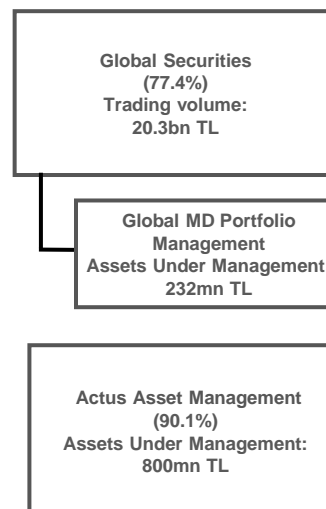 Global Securities
(77.4%)
Trading volume:
20.3bn TL
Global MD Portfolio
Management
Assets Under Management
232mn TL
Actus Asset Management
(90.1%)
Assets Under Management:
800mn TL